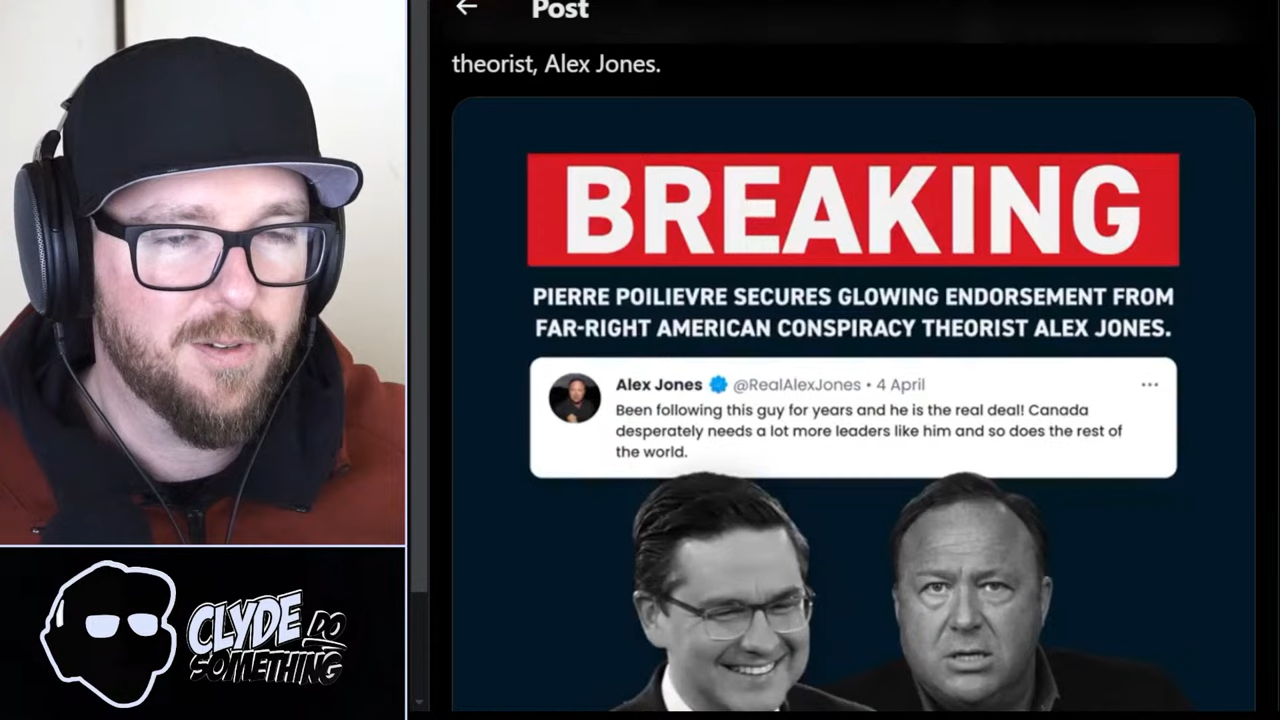 Post
theorist, Alex Jones.
BREAKING
PIERRE POILIEVRE SECURES GLOWING ENDORSEMENT FROM
FAR-RIGHT AMERICAN CONSPIRACY THEORIST ALEX JONES.
Alex Jones @RealAlexJones • 4 April
Been following this guy for years and he is the real deal! Canada
desperately needs a lot more leaders like him and so does the rest of
the world.
CLYDE DO
SOMETHING